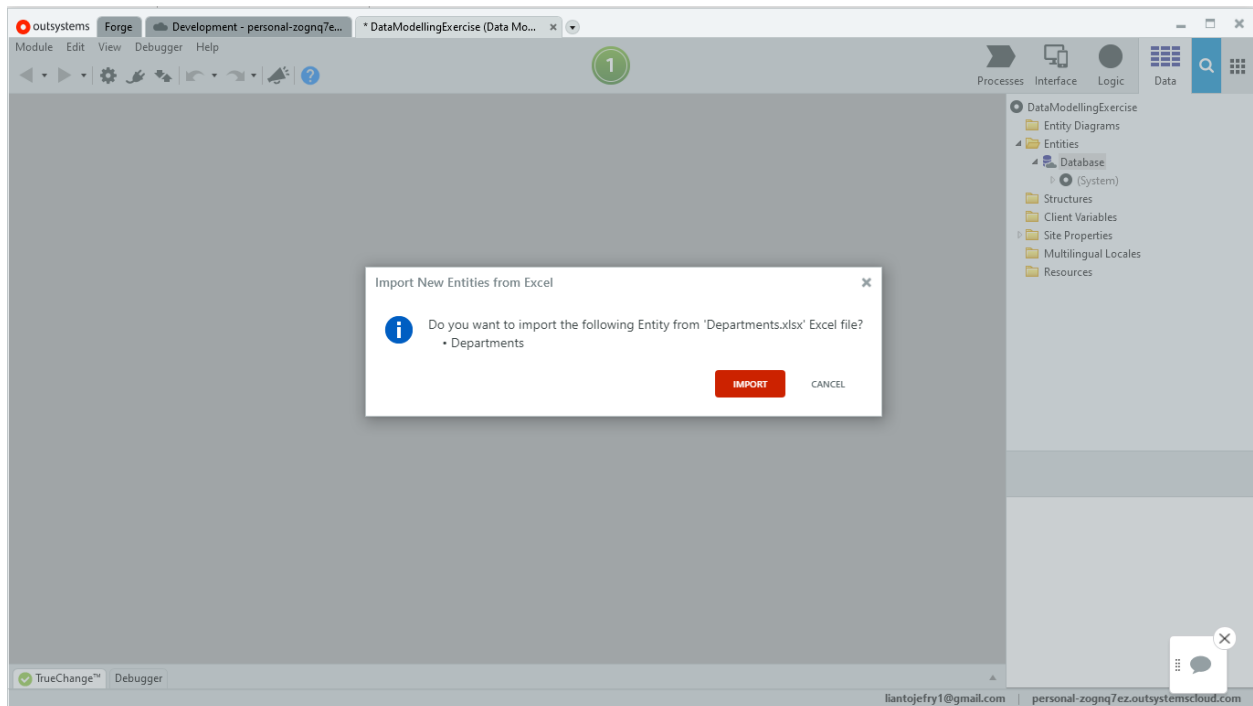 outsystems Forge Development - personal-zognq7e... * DataModellingExercise (Data Mo...
Module Edit View Debugger Help
1
Processes Interface Logic Data
DataModellingExercise
Entity Diagrams
Entities
Database
(System)
Structures
Client Variables
Site Properties
Multilingual Locales
Resources
Import New Entities from Excel
Do you want to import the following Entity from 'Departments.xlsx' Excel file?
• Departments
IMPORT CANCEL
TrueChange™ Debugger
liantojefry1@gmail.com | personal-zognq7ez.outsystemscloud.com